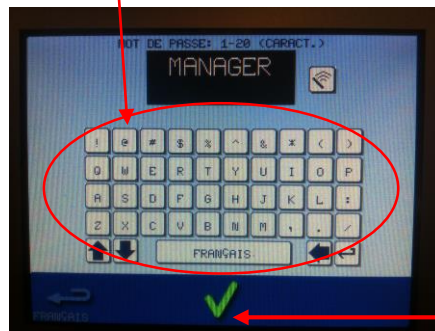 MOT DE PASSE: 1-20 (CARACT.)
MANAGER
! @ # $ % ^ & * ( )
Q W E R T Y U I O P
A S D F G H J K L :
Z X C V B N M , . /
FRANÇAIS
FRANÇAIS